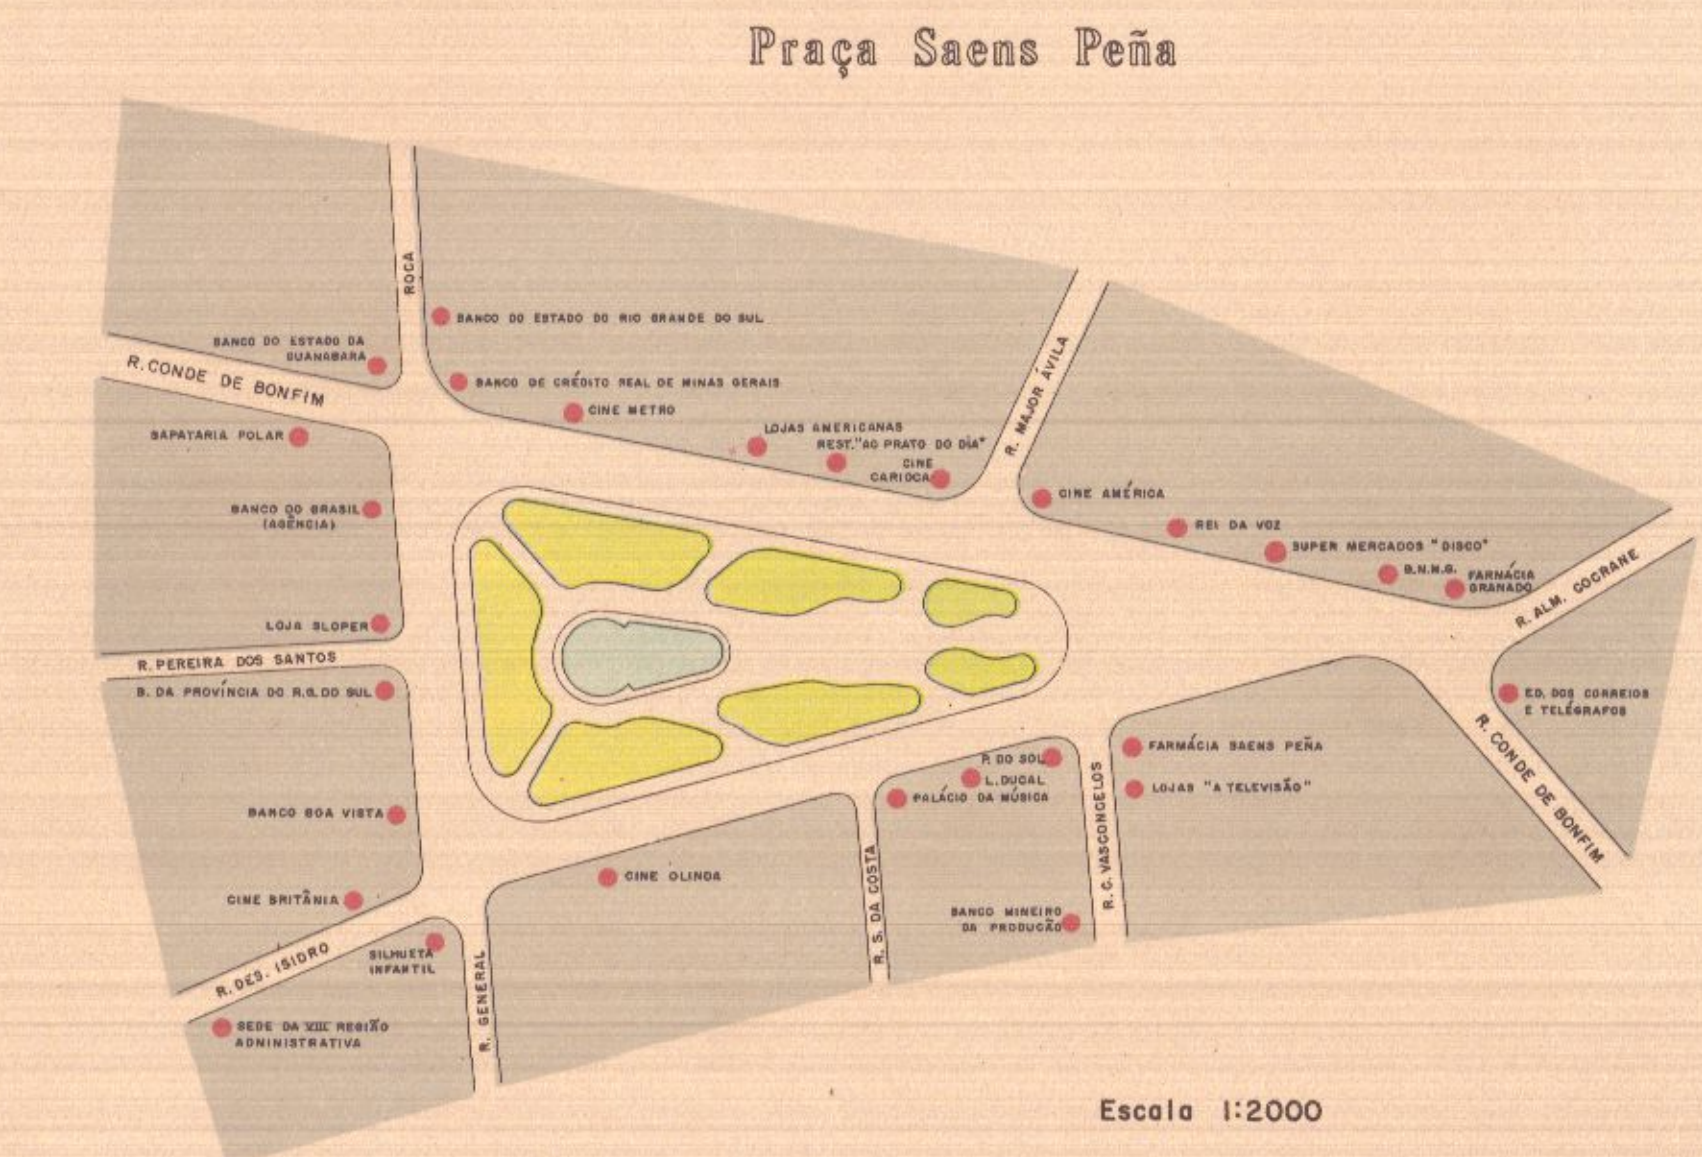 Praça Saens Peña
ROCA
BANCO DO ESTADO DO RIO GRANDE DO SUL
BANCO DO ESTADO DA
GUANABARA
R. CONDE DE BONFIM
BANCO DE CRÉDITO REAL DE MINAS GERAIS
CINE METRO
R. MAJOR ÁVILA
LOJAS AMERICANAS
REST. "AO PRATO DO DIA"
CINE
CARIOCA
SAPATARIA POLAR
BANCO DO BRASIL
(AGÊNCIA)
CINE AMÉRICA
REI DA VOZ
SUPER MERCADOS "DISCO"
B.N.M.G.
FARMÁCIA
GRANADO
R. ALM. COCRANE
LOJA SLOPER
R. PEREIRA DOS SANTOS
B. DA PROVÍNCIA DO R.G. DO SUL
ED. DOS CORREIOS
E TELÉGRAFOS
R. CONDE DE BONFIM
P. DO SOL
L. DUCAL
PALÁCIO DA MÚSICA
FARMÁCIA SAENS PEÑA
LOJAS "A TELEVISÃO"
R. G. VASCONCELOS
BANCO BOA VISTA
CINE OLINDA
R. S. DA COSTA
CINE BRITÂNIA
BANCO MINEIRO
DA PRODUCÃO
R. DES. ISIDRO
SILHUETA
INFANTIL
R. GENERAL
SEDE DA VIII REGIÃO
ADMINISTRATIVA
Escala 1:2000